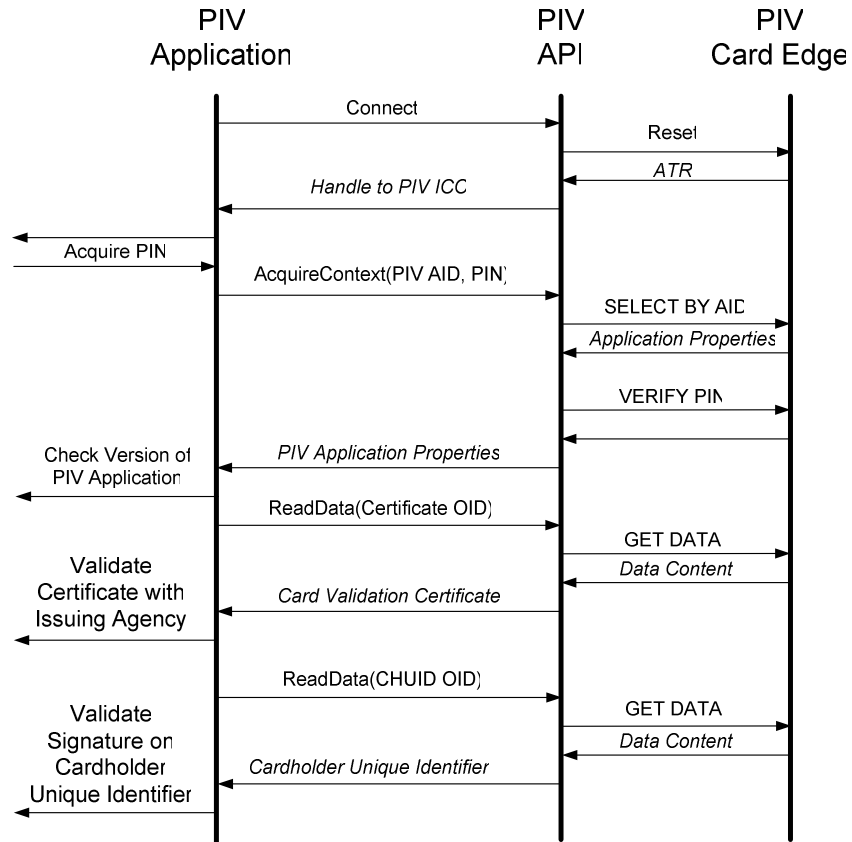 PIV
Application
PIV
API
PIV
Card Edge
Connect
Reset
ATR
Handle to PIV ICC
Acquire PIN
AcquireContext(PIV AID, PIN)
SELECT BY AID
Application Properties
VERIFY PIN
PIV Application Properties
Check Version of
PIV Application
ReadData(Certificate OID)
GET DATA
Data Content
Card Validation Certificate
Validate
Certificate with
Issuing Agency
ReadData(CHUID OID)
GET DATA
Data Content
Cardholder Unique Identifier
Validate
Signature on
Cardholder
Unique Identifier